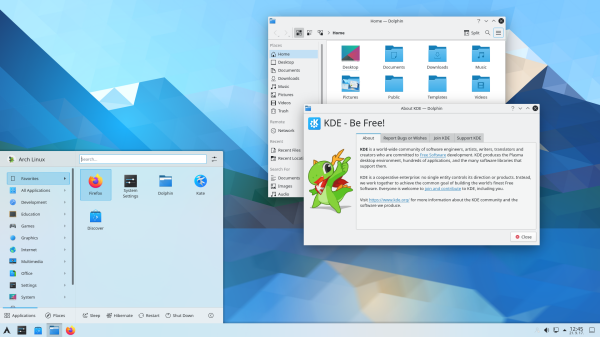 Home — Dolphin
Home
Split
Places
Home
Desktop
Documents
Downloads
Music
Pictures
Videos
Trash
Remote
Network
Recent
Recent Files
Recent Locat
Search For
Documents
Images
Audio
Desktop
Documents
Downloads
Music
Pictures
Public
Templates
Videos
About KDE — Dolphin
KDE - Be Free!
About
Report Bugs or Wishes
Join KDE
Support KDE
KDE is a world-wide community of software engineers, artists, writers, translators and
creators who are committed to Free Software development. KDE produces the Plasma
desktop environment, hundreds of applications, and the many software libraries that
support them.
KDE is a cooperative enterprise: no single entity controls its direction or products. Instead,
we work together to achieve the common goal of building the world's finest Free
Software. Everyone is welcome to join and contribute to KDE, including you.
Visit https://www.kde.org/ for more information about the KDE community and the
software we produce.
Close
Arch Linux
Search...
Favorites
All Applications
Development
Education
Games
Graphics
Internet
Multimedia
Office
Settings
System
Firefox
System
Settings
Dolphin
Kate
Discover
Applications
Places
Sleep
Hibernate
Restart
Shut Down
12:45